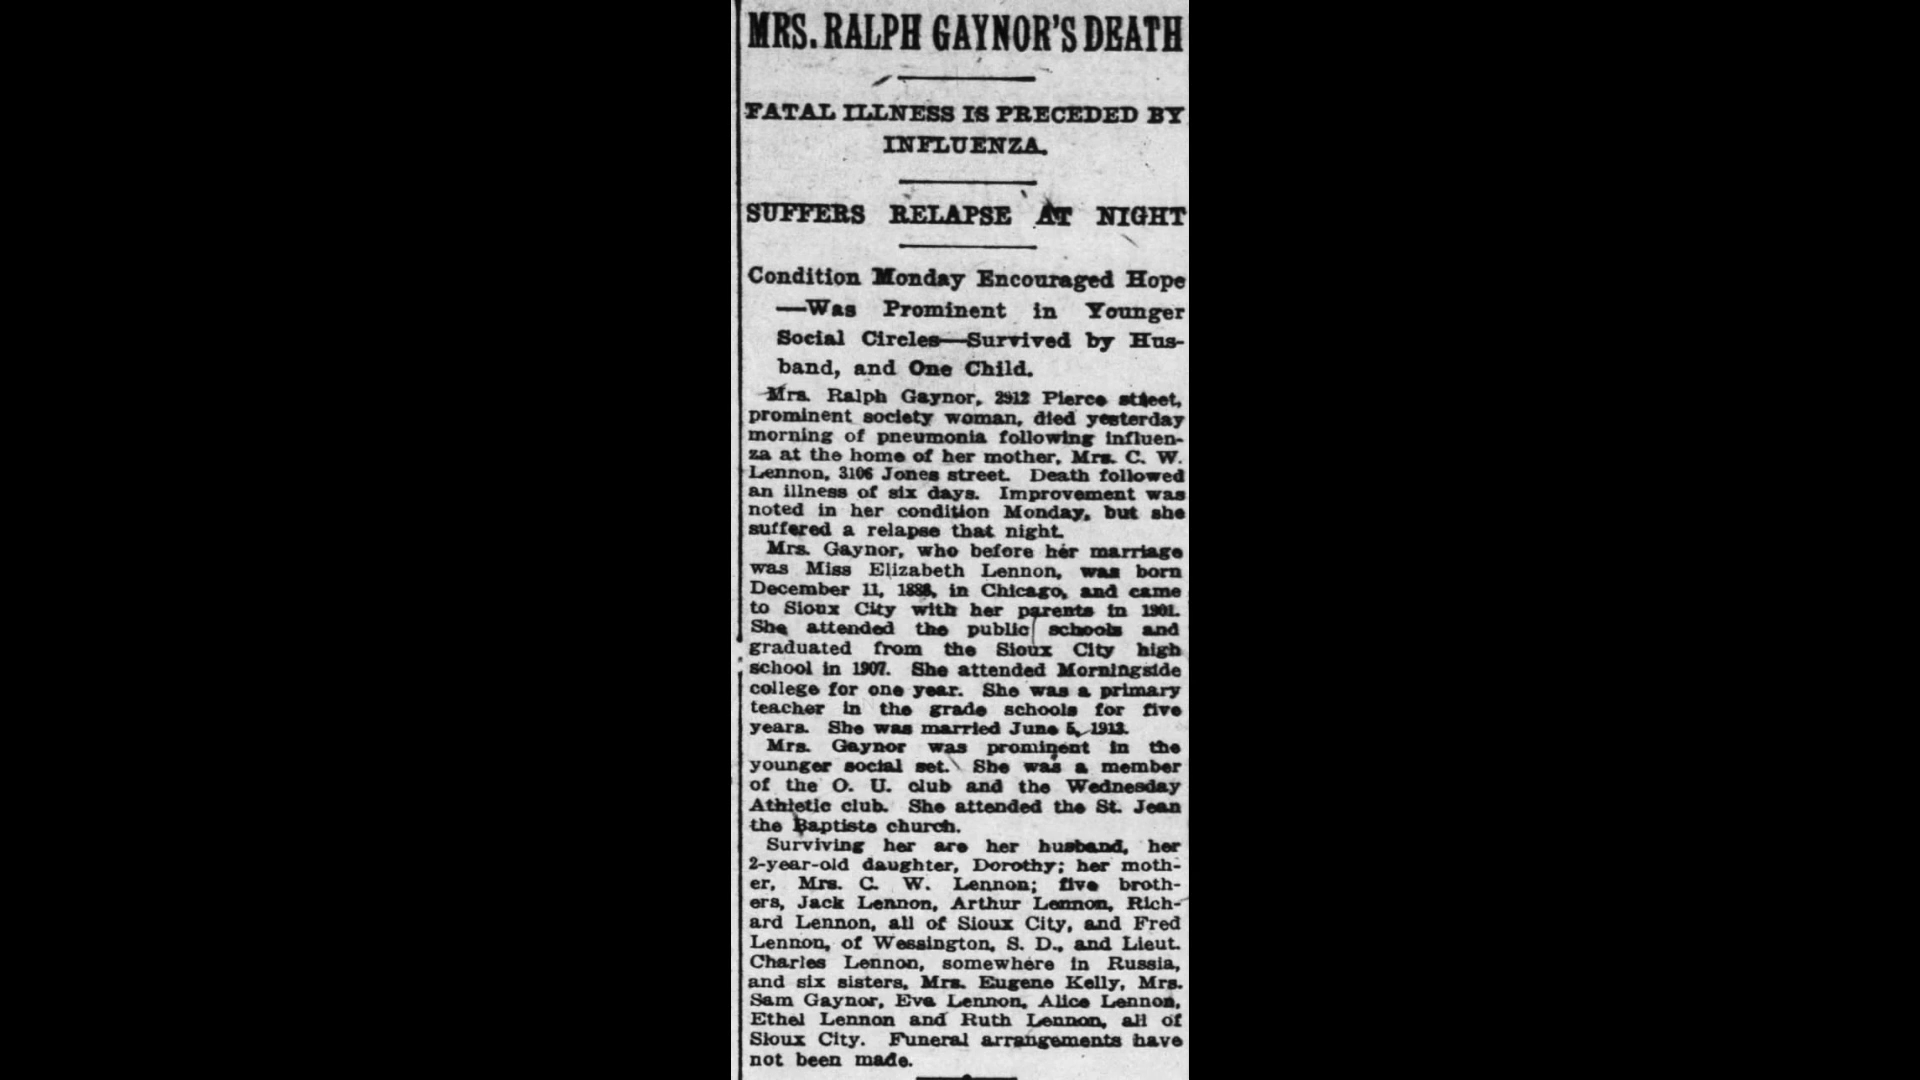 MRS. RALPH GAYNOR'S DEATH
FATAL ILLNESS IS PRECEDED BY
INFLUENZA.
SUFFERS RELAPSE AT NIGHT
Condition Monday Encouraged Hope
—Was Prominent in Younger
Social Circles—Survived by Hus-
band, and One Child.
Mrs. Ralph Gaynor, 2912 Pierce street,
prominent society woman, died yesterday
morning of pneumonia following influen-
za at the home of her mother, Mrs. C. W.
Lennon, 3106 Jones street. Death followed
an illness of six days. Improvement was
noted in her condition Monday, but she
suffered a relapse that night.
Mrs. Gaynor, who before her marriage
was Miss Elizabeth Lennon, was born
December 11, 1888, in Chicago, and came
to Sioux City with her parents in 1901.
She attended the public schools and
graduated from the Sioux City high
school in 1907. She attended Morningside
college for one year. She was a primary
teacher in the grade schools for five
years. She was married June 5, 1913.
Mrs. Gaynor was prominent in the
younger social set. She was a member
of the O. U. club and the Wednesday
Athletic club. She attended the St. Jean
the Baptiste church.
Surviving her are her husband, her
2-year-old daughter, Dorothy; her moth-
er, Mrs. C. W. Lennon; five broth-
ers, Jack Lennon, Arthur Lennon, Rich-
ard Lennon, all of Sioux City, and Fred
Lennon, of Wessington, S. D., and Lieut.
Charles Lennon, somewhere in Russia,
and six sisters, Mrs. Eugene Kelly, Mrs.
Sam Gaynor, Eva Lennon, Alice Lennon,
Ethel Lennon and Ruth Lennon, all of
Sioux City. Funeral arrangements have
not been made.